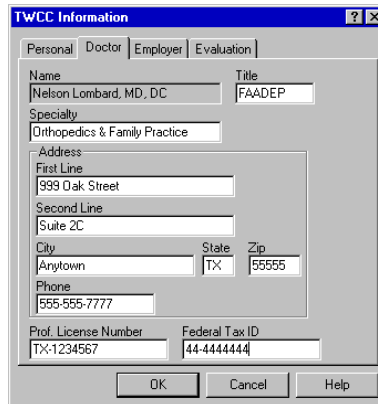 TWCC Information
Personal Doctor Employer Evaluation
Name Title
Nelson Lombard, MD, DC FAADEP
Specialty
Orthopedics & Family Practice
Address
First Line
999 Oak Street
Second Line
Suite 2C
City State Zip
Anytown TX 55555
Phone
555-555-7777
Prof. License Number Federal Tax ID
TX-1234567 44-4444444
OK Cancel Help